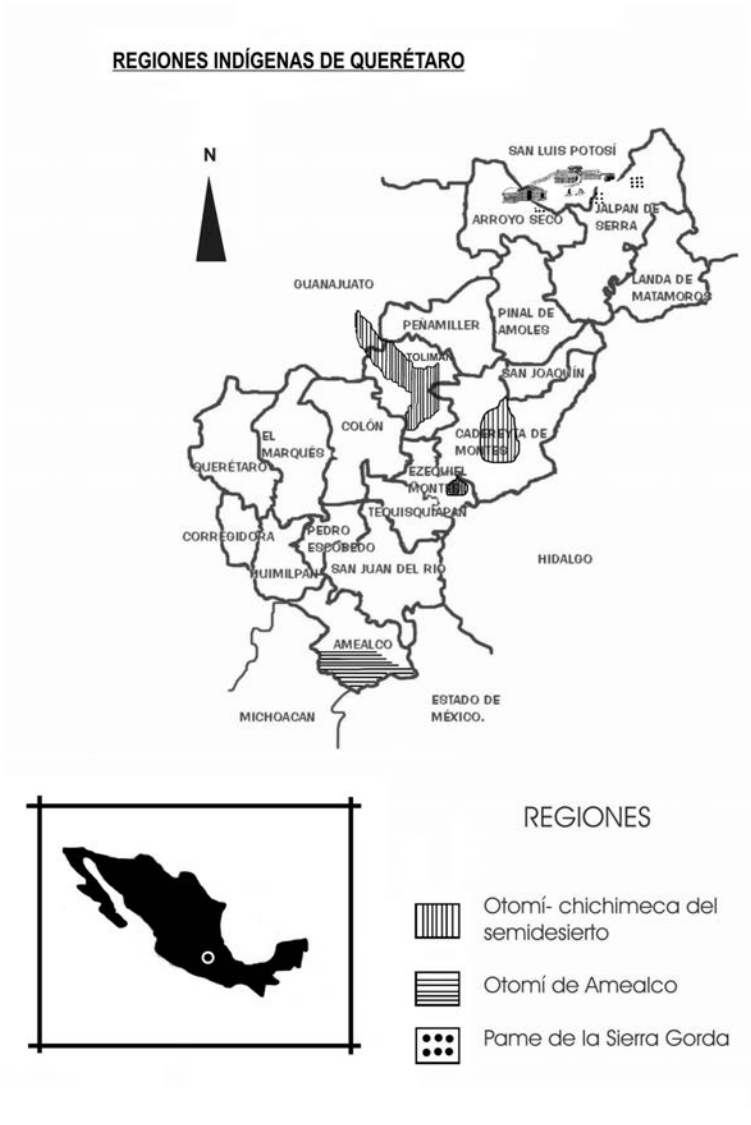 REGIONES INDÍGENAS DE QUERÉTARO
N
SAN LUIS POTOSÍ
ARROYO SECO
JALPAN DE
SERRA
LANDA DE
MATAMOROS
GUANAJUATO
PEÑAMILLER
PINAL DE
AMOLES
TOLIMAN
SAN JOAQUÍN
COLÓN
CADEREYTA DE
MONTES
EL
MARQUÉS
QUERÉTARO
EZEQUIEL
MONTES
TEQUISQUIAPAN
CORREGIDORA
PEDRO
ESCOBEDO
HUIMILPAN
SAN JUAN DEL RIO
HIDALGO
AMEALCO
MICHOACAN
ESTADO DE
MÉXICO.
REGIONES
Otomí- chichimeca del
semidesierto
Otomí de Amealco
Pame de la Sierra Gorda